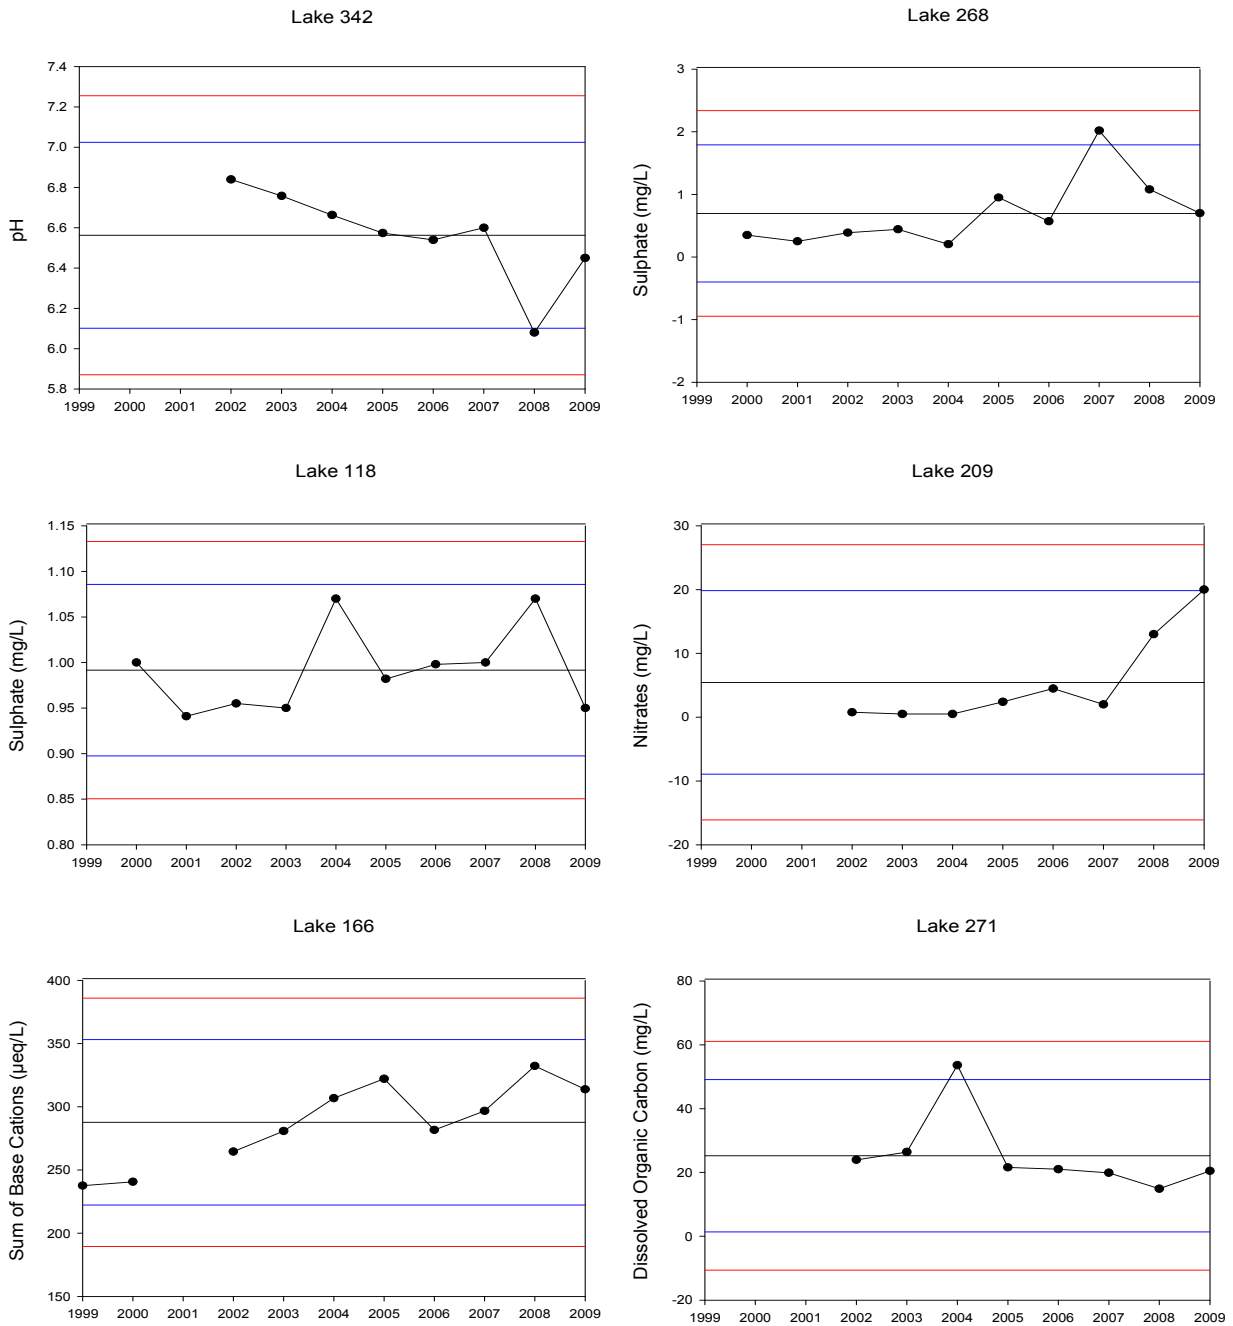 Lake 342
7.4
7.2
7.0
6.8
6.6
6.4
6.2
6.0
5.8
pH
1999 2000 2001 2002 2003 2004 2005 2006 2007 2008 2009
Lake 268
3
2
1
0
-1
-2
Sulphate (mg/L)
1999 2000 2001 2002 2003 2004 2005 2006 2007 2008 2009
Lake 118
1.15
1.10
1.05
1.00
0.95
0.90
0.85
0.80
Sulphate (mg/L)
1999 2000 2001 2002 2003 2004 2005 2006 2007 2008 2009
Lake 209
30
20
10
0
-10
-20
Nitrates (mg/L)
1999 2000 2001 2002 2003 2004 2005 2006 2007 2008 2009
Lake 166
400
350
300
250
200
150
Sum of Base Cations (µeq/L)
1999 2000 2001 2002 2003 2004 2005 2006 2007 2008 2009
Lake 271
80
60
40
20
0
-20
Dissolved Organic Carbon (mg/L)
1999 2000 2001 2002 2003 2004 2005 2006 2007 2008 2009